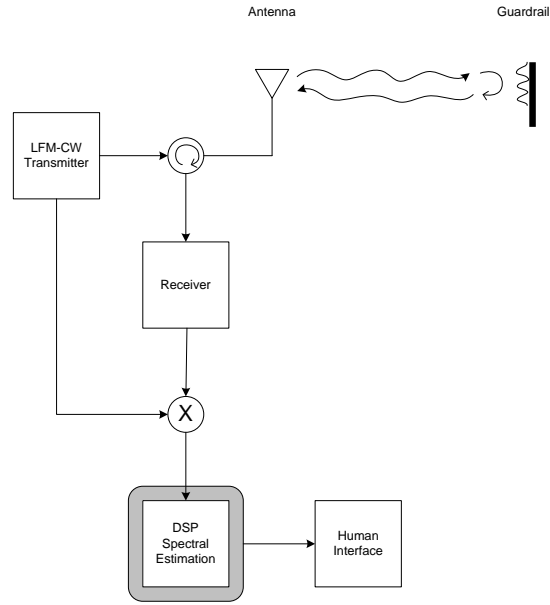 Antenna
Guardrail
LFM-CW
Transmitter
Receiver
X
DSP
Spectral
Estimation
Human
Interface